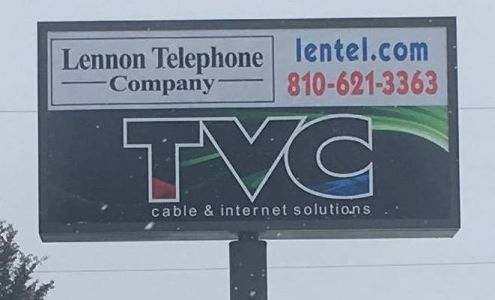 Lennon Telephone
Company
lentel.com
810-621-3363
TVC
cable & internet solutions